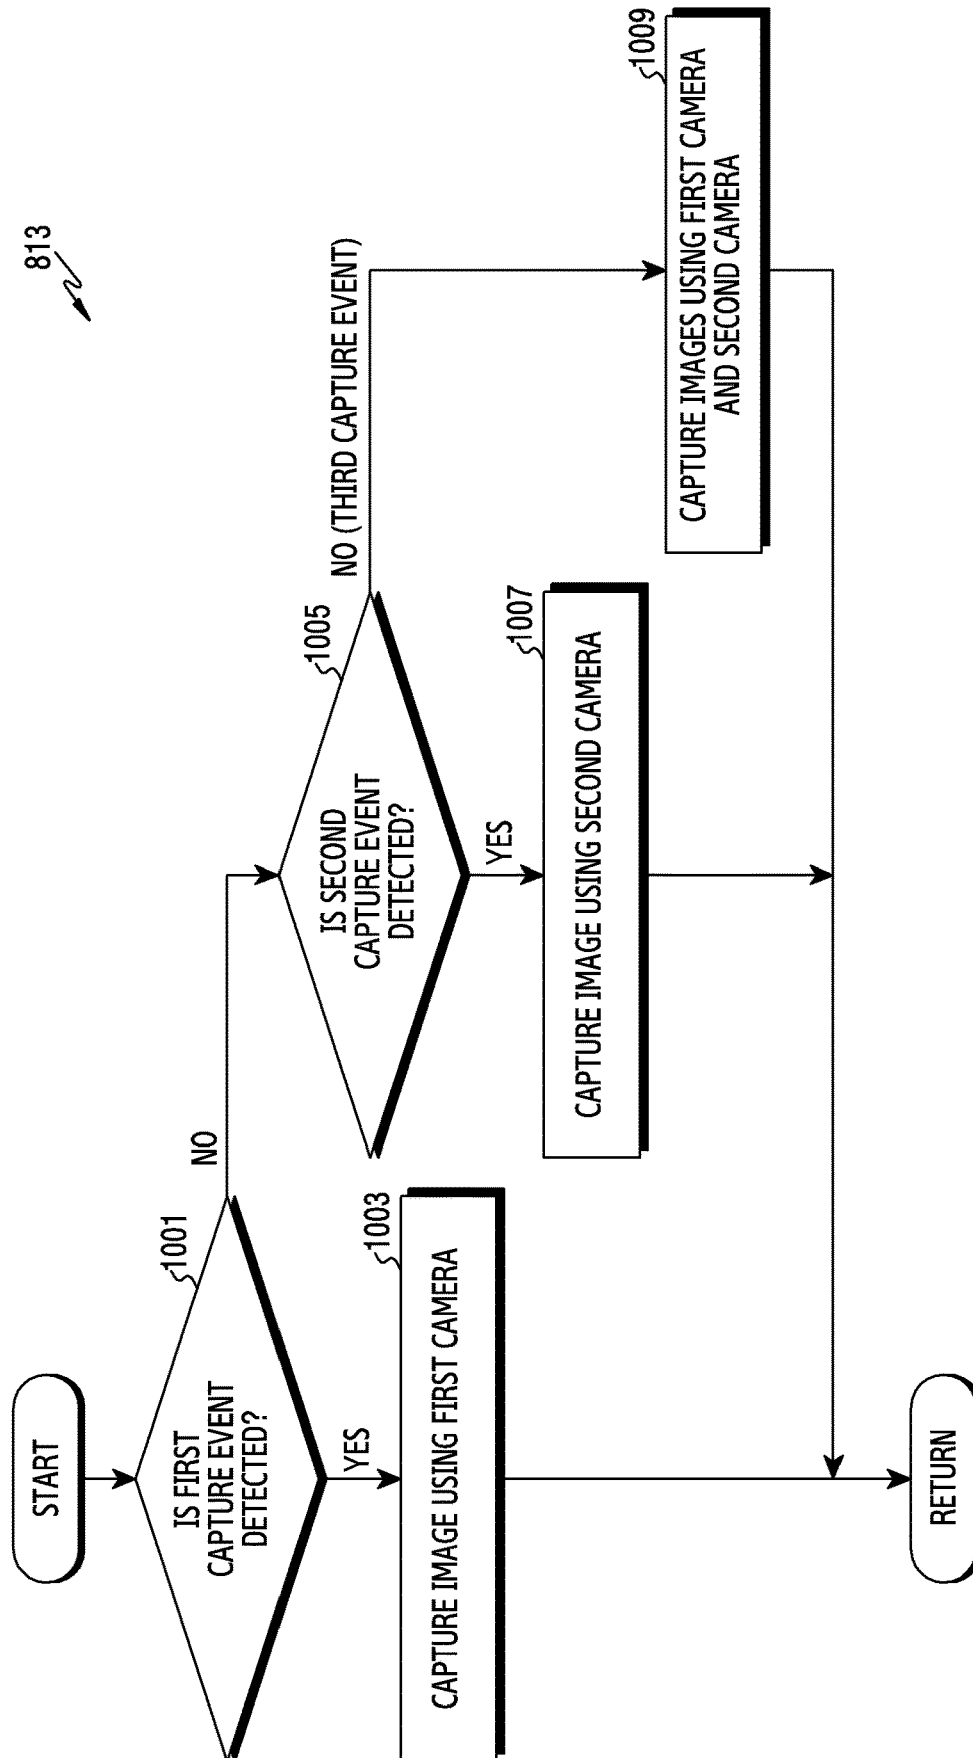 813
START
1001
IS FIRST
CAPTURE EVENT
DETECTED?
NO
YES
1003
CAPTURE IMAGE USING FIRST CAMERA
1005
IS SECOND
CAPTURE EVENT
DETECTED?
NO (THIRD CAPTURE EVENT)
YES
1007
CAPTURE IMAGE USING SECOND CAMERA
1009
CAPTURE IMAGES USING FIRST CAMERA
AND SECOND CAMERA
RETURN